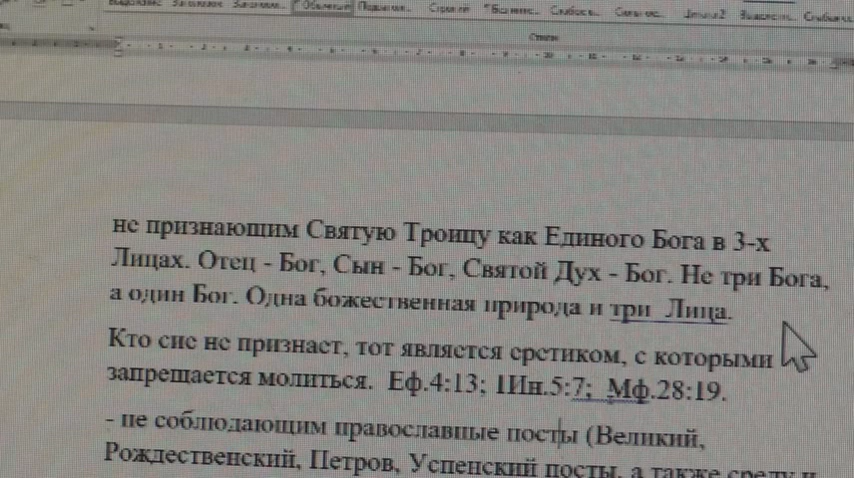 не признающим Святую Троицу как Единого Бога в 3-х
Лицах. Отец - Бог, Сын - Бог, Святой Дух - Бог. Не три Бога,
а один Бог. Одна божественная природа и три Лица.
Кто сие не признает, тот является еретиком, с которыми
запрещается молиться. Еф.4:13; 1Ин.5:7; Мф.28:19.
- не соблюдающим православные посты (Великий,
Рождественский, Петров, Успенский посты, а также среду и